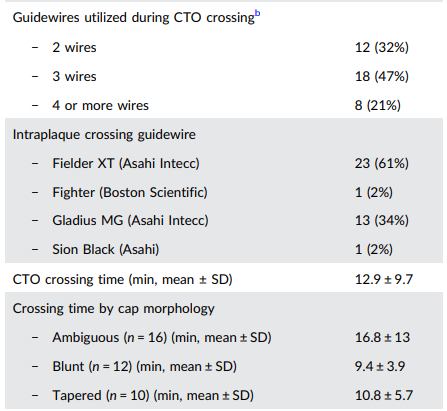 Guidewires utilized during CTO crossingb
– 2 wires 12 (32%)
– 3 wires 18 (47%)
– 4 or more wires 8 (21%)
Intraplaque crossing guidewire
– Fielder XT (Asahi Intecc) 23 (61%)
– Fighter (Boston Scientific) 1 (2%)
– Gladius MG (Asahi Intecc) 13 (34%)
– Sion Black (Asahi) 1 (2%)
CTO crossing time (min, mean ± SD) 12.9 ± 9.7
Crossing time by cap morphology
– Ambiguous (n = 16) (min, mean ± SD) 16.8 ± 13
– Blunt (n = 12) (min, mean ± SD) 9.4 ± 3.9
– Tapered (n = 10) (min, mean ± SD) 10.8 ± 5.7